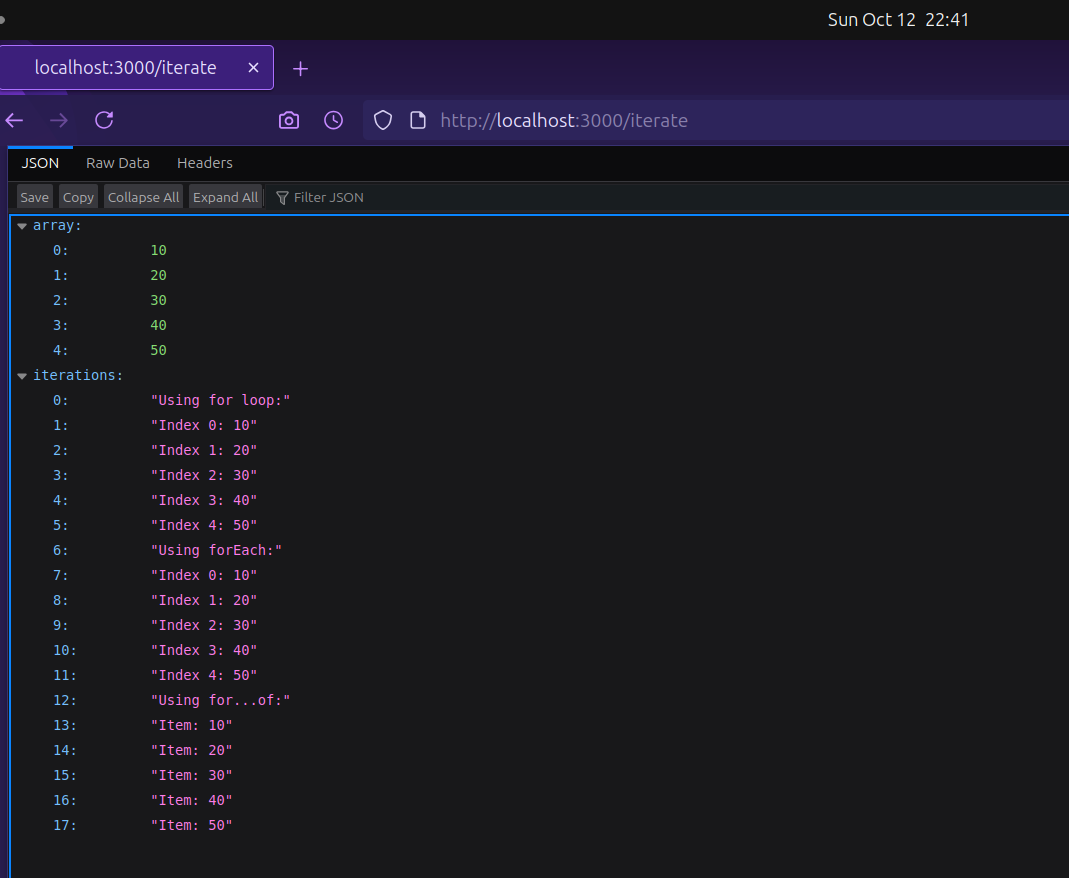 Sun Oct 12 22:41
localhost:3000/iterate
http://localhost:3000/iterate
JSON Raw Data Headers
Save Copy Collapse All Expand All Filter JSON
array:
0: 10
1: 20
2: 30
3: 40
4: 50
iterations:
0: "Using for loop:"
1: "Index 0: 10"
2: "Index 1: 20"
3: "Index 2: 30"
4: "Index 3: 40"
5: "Index 4: 50"
6: "Using forEach:"
7: "Index 0: 10"
8: "Index 1: 20"
9: "Index 2: 30"
10: "Index 3: 40"
11: "Index 4: 50"
12: "Using for...of:"
13: "Item: 10"
14: "Item: 20"
15: "Item: 30"
16: "Item: 40"
17: "Item: 50"